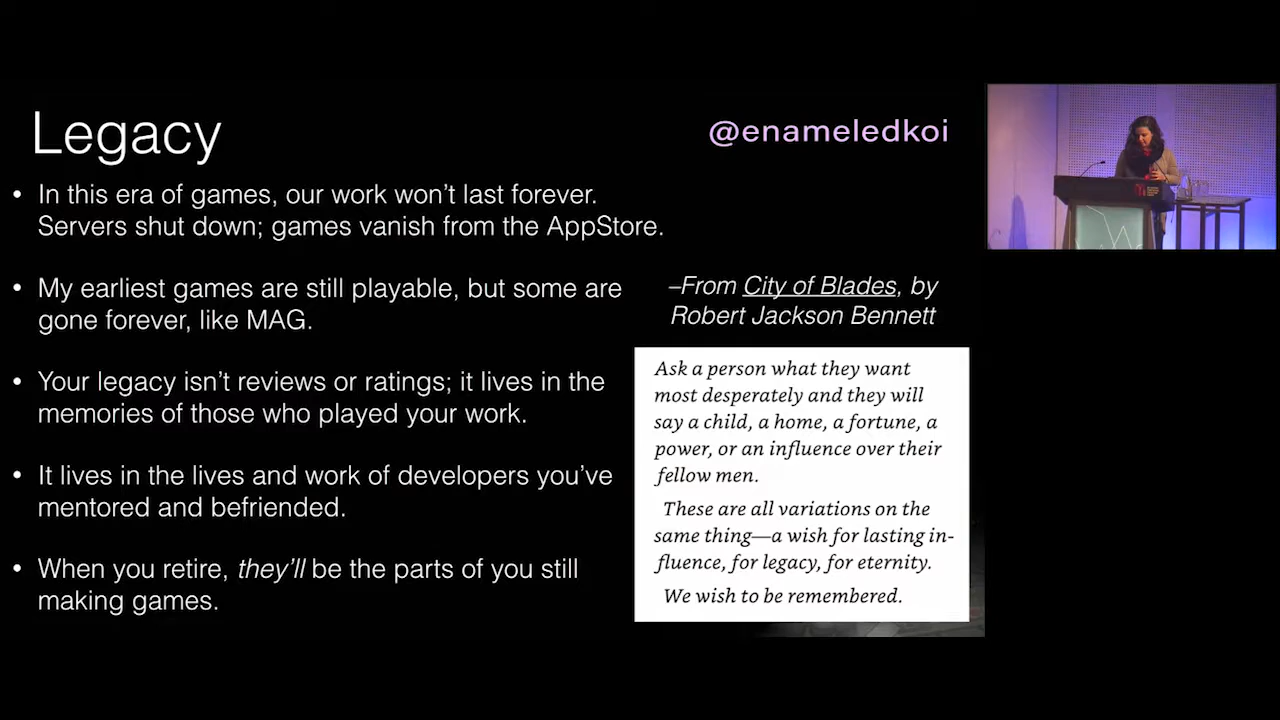 Legacy
@enameledkoi
• In this era of games, our work won't last forever.
Servers shut down; games vanish from the AppStore.
• My earliest games are still playable, but some are
gone forever, like MAG.
• Your legacy isn't reviews or ratings; it lives in the
memories of those who played your work.
• It lives in the lives and work of developers you've
mentored and befriended.
• When you retire, they'll be the parts of you still
making games.
–From City of Blades, by
Robert Jackson Bennett
Ask a person what they want
most desperately and they will
say a child, a home, a fortune, a
power, or an influence over their
fellow men.
These are all variations on the
same thing—a wish for lasting in-
fluence, for legacy, for eternity.
We wish to be remembered.